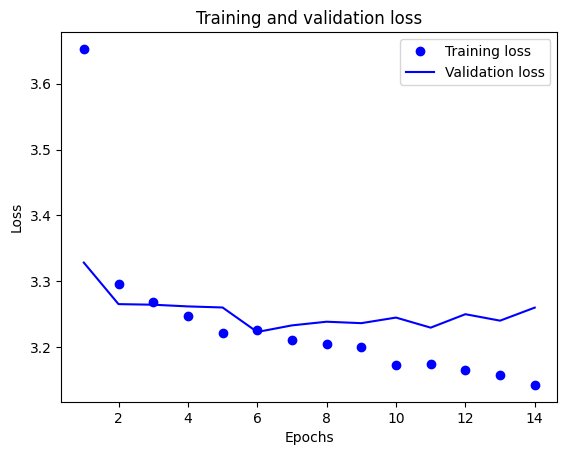 Training and validation loss
Training loss
Validation loss
3.6
3.5
3.4
3.3
3.2
Loss
2
4
6
8
10
12
14
Epochs